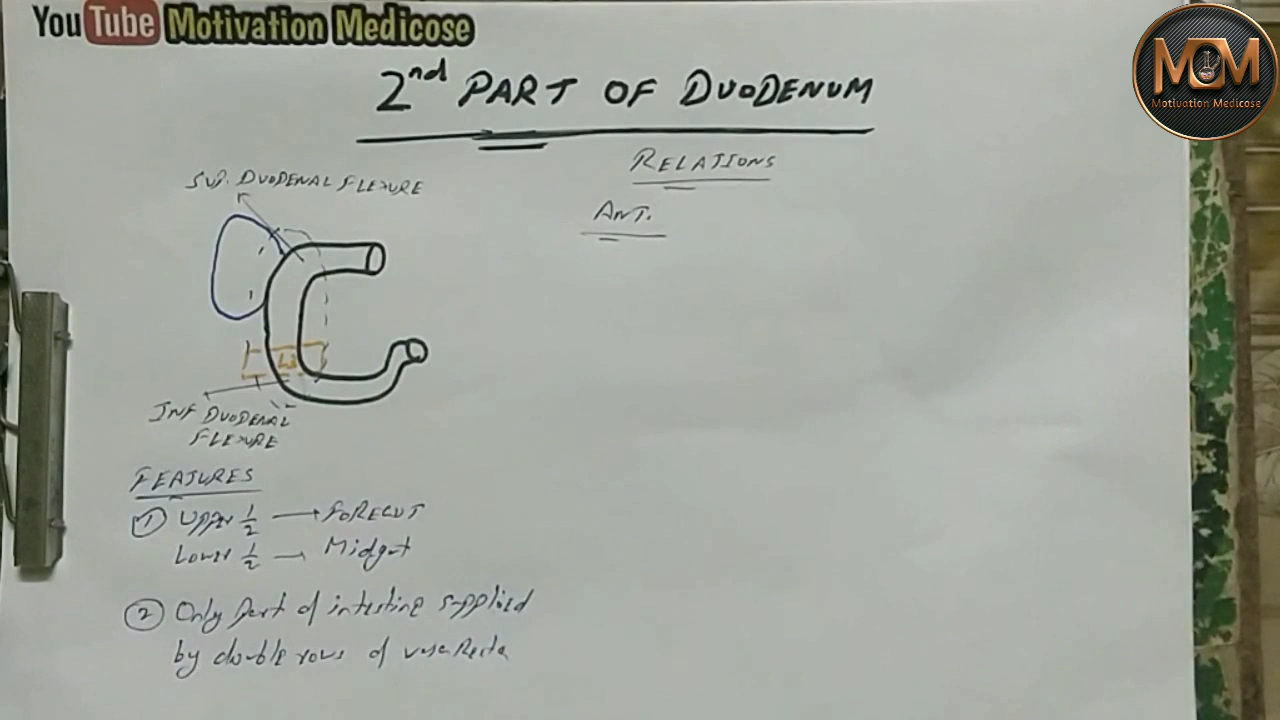 YouTube Motivation Medicose
MOM
Motivation Medicose
2nd PART OF DUODENUM
RELATIONS
ANT.
SUP. DUODENAL FLEXURE
INF DUODENAL
FLEXURE
FEATURES
① Upper 1/2 → FOREGUT
Lower 1/2 → Midgut
② Only Part of intestine supplied
by double rows of vasa Recta